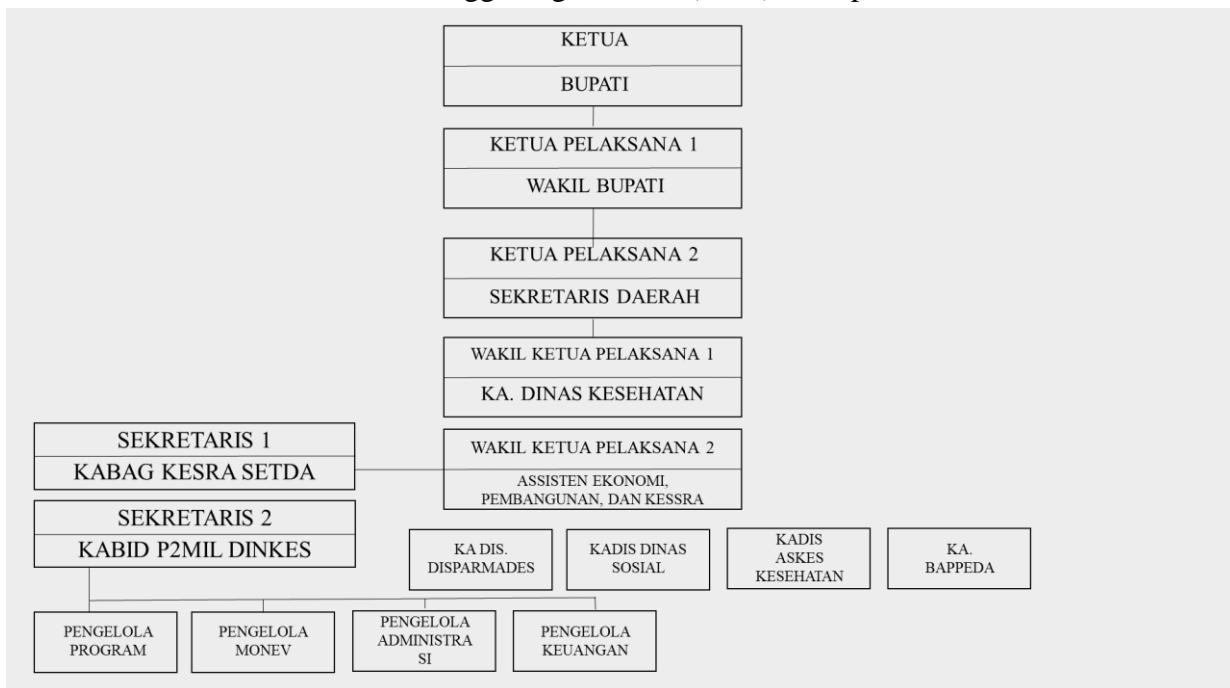 KETUA
BUPATI
KETUA PELAKSANA 1
WAKIL BUPATI
KETUA PELAKSANA 2
SEKRETARIS DAERAH
WAKIL KETUA PELAKSANA 1
KA. DINAS KESEHATAN
SEKRETARIS 1
KABAG KESRA SETDA
WAKIL KETUA PELAKSANA 2
ASSISTEN EKONOMI,
PEMBANGUNAN, DAN KESSRA
SEKRETARIS 2
KABID P2MIL DINKES
KA DIS.
DISPARMADES
KADIS DINAS
SOSIAL
KADIS
ASKES
KESEHATAN
KA.
BAPPEDA
PENGELOLA
PROGRAM
PENGELOLA
MONEV
PENGELOLA
ADMINISTRA
SI
PENGELOLA
KEUANGAN